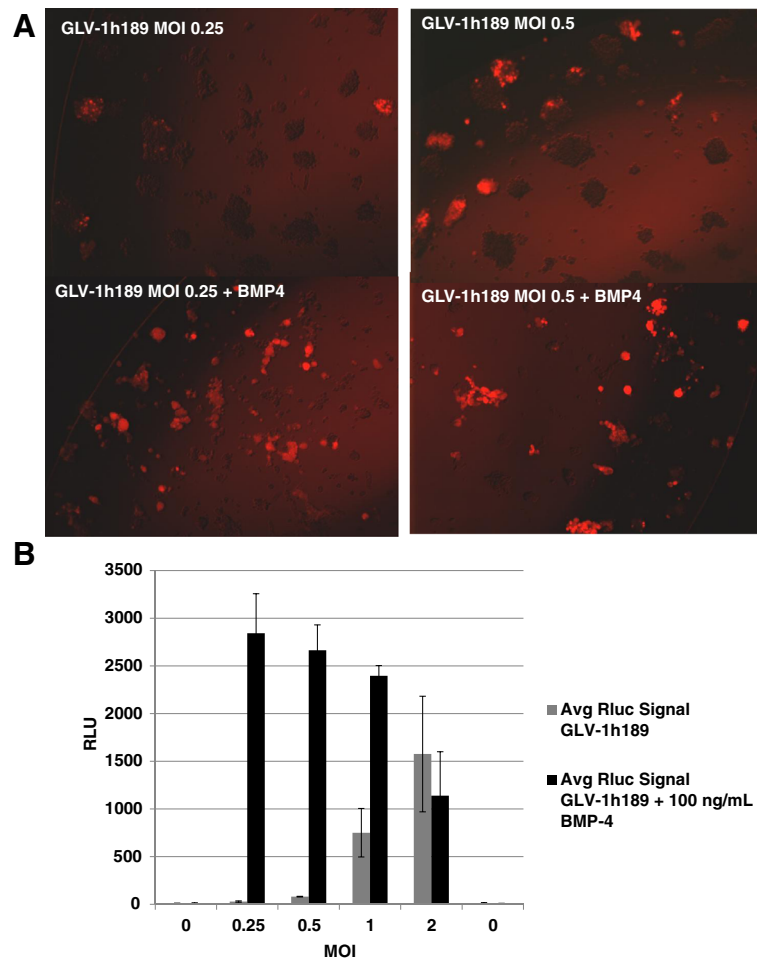 A
GLV-1h189 MOI 0.25
GLV-1h189 MOI 0.5
GLV-1h189 MOI 0.25 + BMP4
GLV-1h189 MOI 0.5 + BMP4
B
3500
3000
2500
2000
1500
1000
500
0
RLU
0 0.25 0.5 1 2 0
MOI
Avg Rluc Signal
GLV-1h189
Avg Rluc Signal
GLV-1h189 + 100 ng/mL
BMP-4